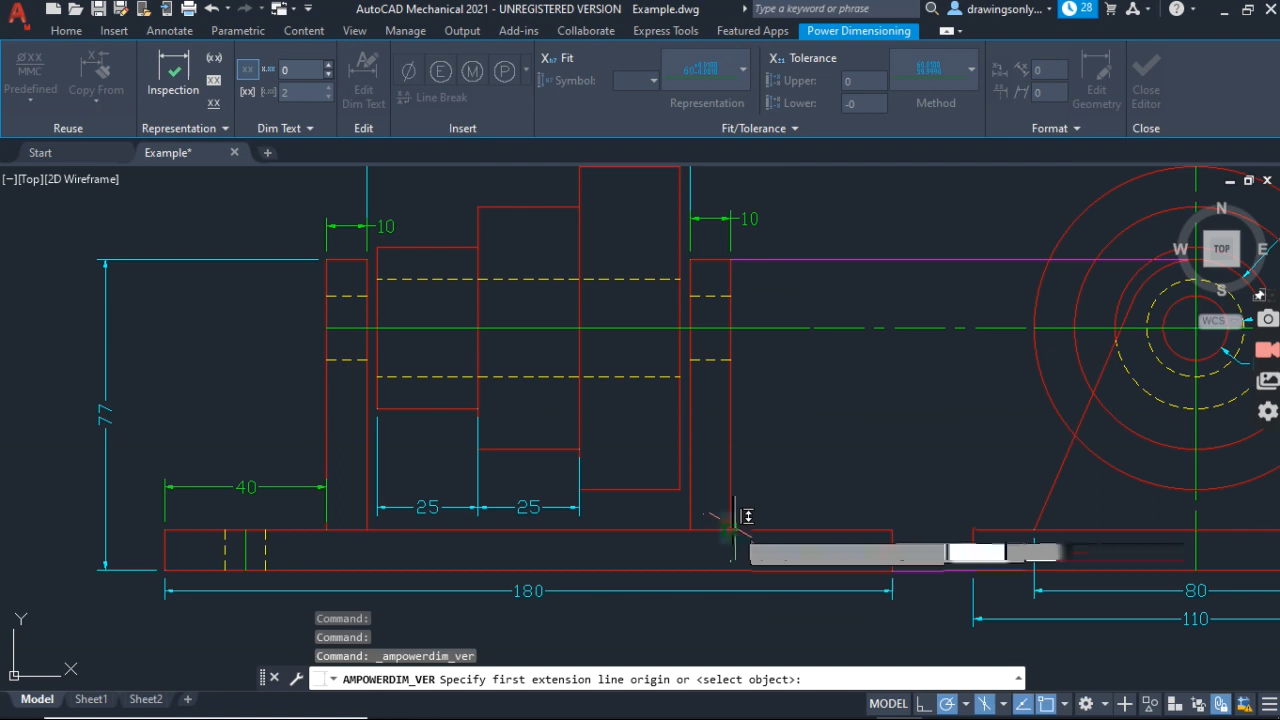 AutoCAD Mechanical 2021 - UNREGISTERED VERSION Example.dwg Type a keyword or phrase drawingsonly... 28
Home Insert Annotate Parametric Content View Manage Output Add-ins Collaborate Express Tools Featured Apps Power Dimensioning
MMC
Predefined
Copy From
Reuse
Inspection
Representation
0
2
Dim Text
Edit
Dim Text
Edit
E M P
Line Break
Insert
Fit
Symbol:
Representation
Tolerance
Upper: 0
Lower: -0
Method
Fit/Tolerance
0
0
Edit
Geometry
Format
Close
Editor
Close
Start Example* +
[−][Top][2D Wireframe]
N
W TOP E
S
WCS
10 10
77
40
25 25
180
80
110
Y
X
Command:
Command:
Command: _ampowerdim_ver
AMPOWERDIM_VER Specify first extension line origin or <select object>:
Model Sheet1 Sheet2 + MODEL